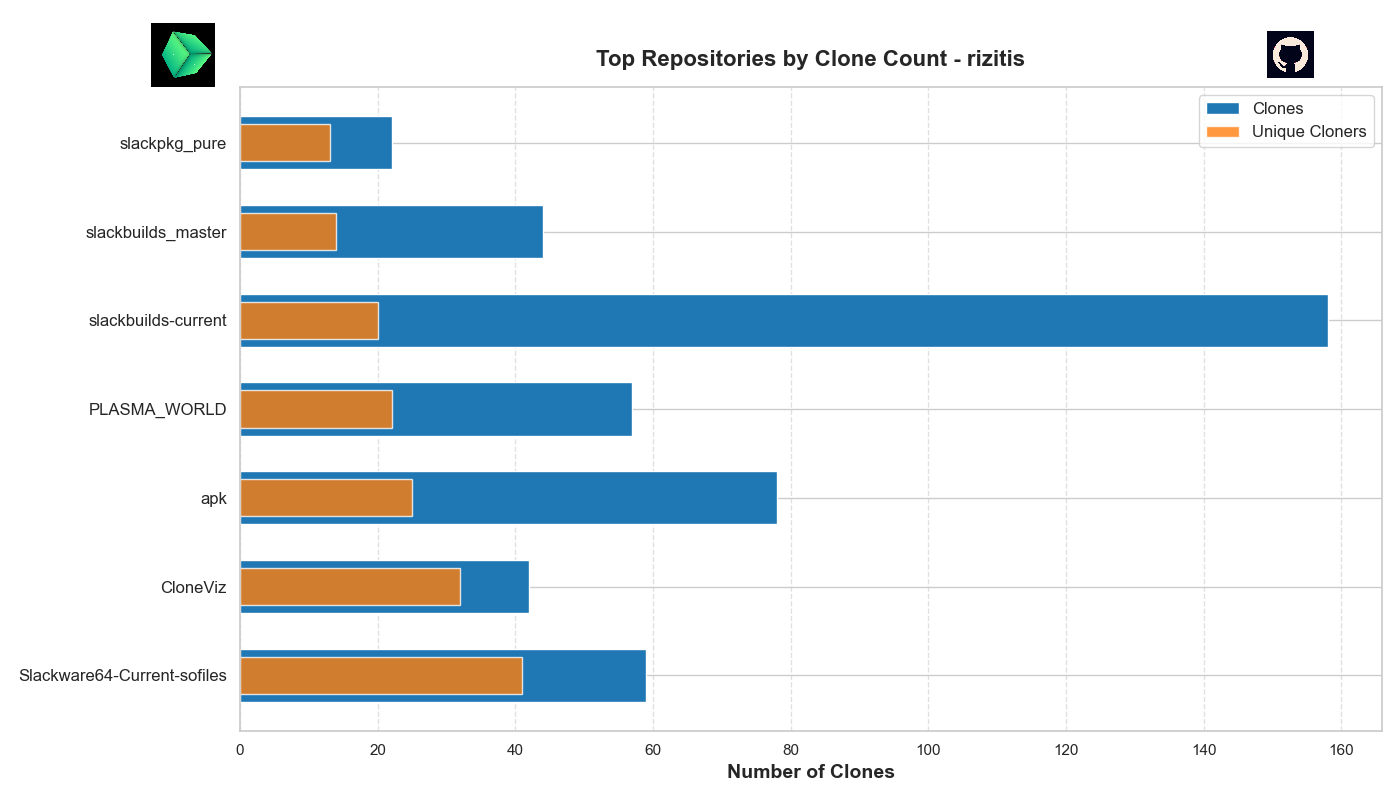 Top Repositories by Clone Count - rizitis
Clones
Unique Cloners
slackpkg_pure
slackbuilds_master
slackbuilds-current
PLASMA_WORLD
apk
CloneViz
Slackware64-Current-sofiles
0 20 40 60 80 100 120 140 160
Number of Clones